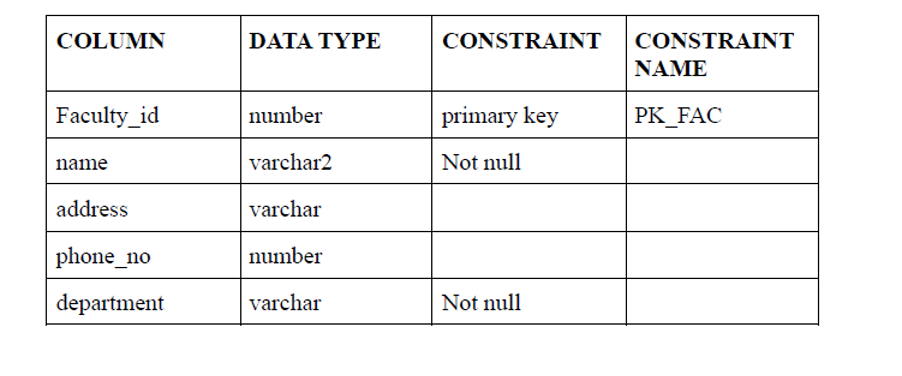 COLUMN DATA TYPE CONSTRAINT CONSTRAINT NAME
Faculty_id number primary key PK_FAC
name varchar2 Not null
address varchar
phone_no number
department varchar Not null